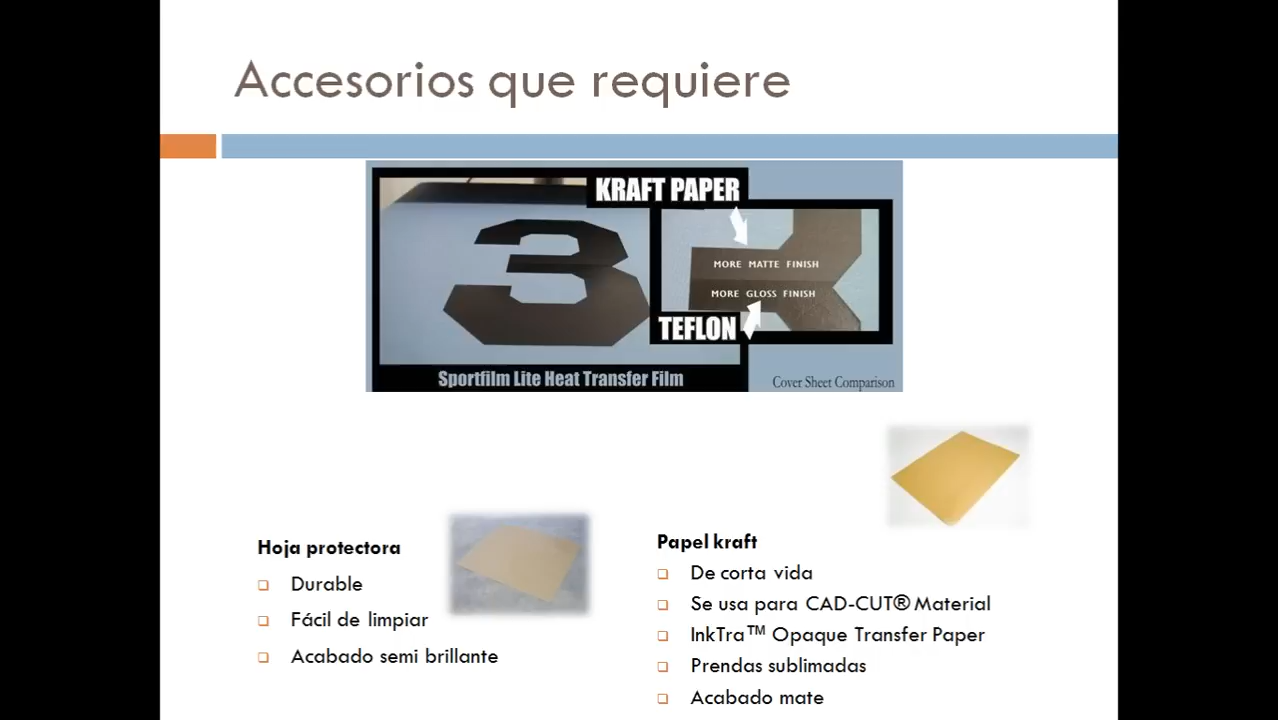 Accesorios que requiere
KRAFT PAPER
MORE MATTE FINISH
MORE GLOSS FINISH
TEFLON
Sportfilm Lite Heat Transfer Film
Cover Sheet Comparison
Hoja protectora
Durable
Fácil de limpiar
Acabado semi brillante
Papel kraft
De corta vida
Se usa para CAD-CUT® Material
InkTra™ Opaque Transfer Paper
Prendas sublimadas
Acabado mate